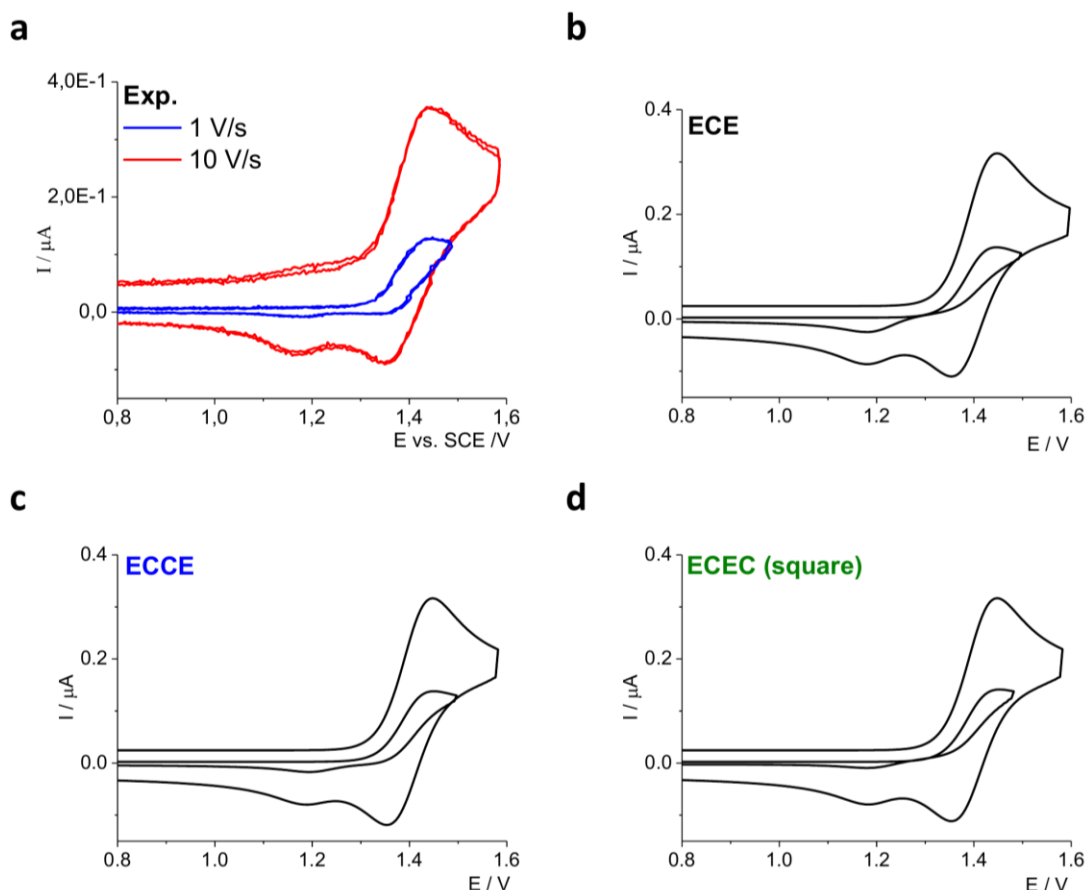 a
4,0E-1
Exp.
1 V/s
10 V/s
2,0E-1
0,0
I / µA
0,8 1,0 1,2 1,4 1,6
E vs. SCE /V
b
0.4
ECE
0.2
0.0
I / µA
0.8 1.0 1.2 1.4 1.6
E / V
c
0.4
ECCE
0.2
0.0
I / µA
0.8 1.0 1.2 1.4 1.6
E / V
d
0.4
ECEC (square)
0.2
0.0
I / µA
0.8 1.0 1.2 1.4 1.6
E / V